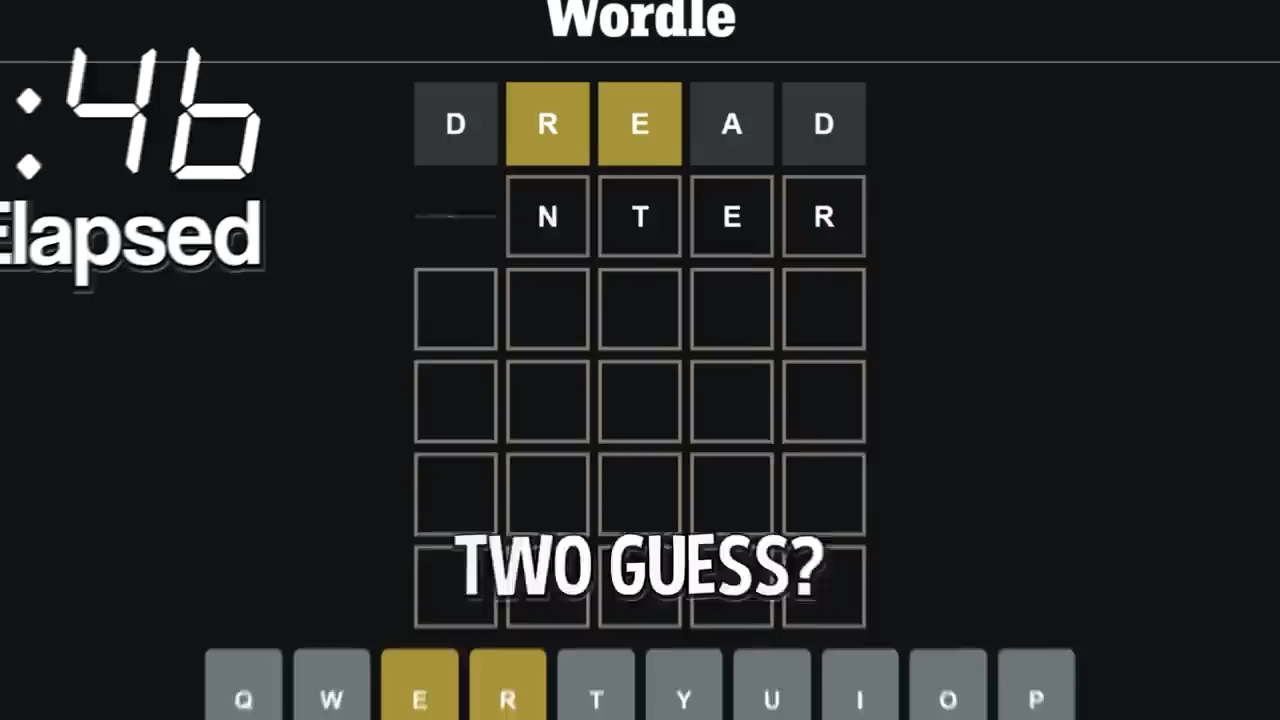 Wordle
:46
Elapsed
D R E A D
N T E R
TWO GUESS?
Q W E R T Y U I O P